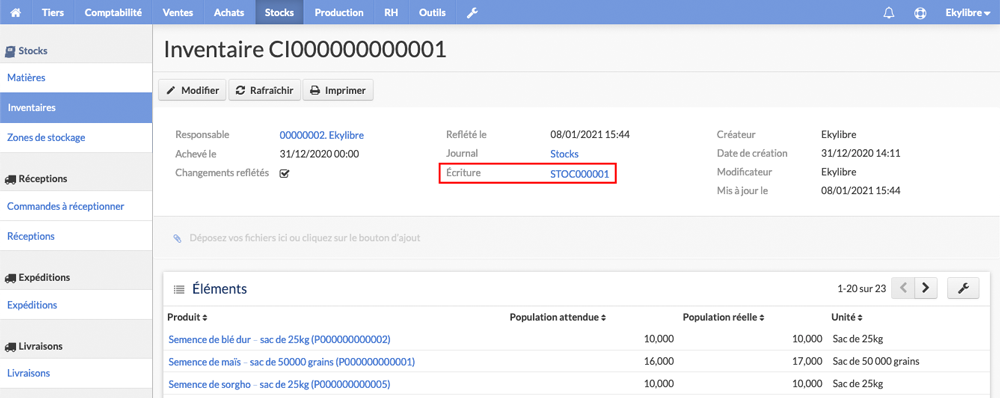 Tiers Comptabilité Ventes Achats Stocks Production RH Outils Ekylibre
Stocks
Matières
Inventaires
Zones de stockage
Réceptions
Commandes à réceptionner
Réceptions
Expéditions
Expéditions
Livraisons
Livraisons
Inventaire CI000000000001
Modifier Rafraîchir Imprimer
Responsable 00000002. Ekylibre Reflété le 08/01/2021 15:44 Créateur Ekylibre
Achevé le 31/12/2020 00:00 Journal Stocks Date de création 31/12/2020 14:11
Changements reflétés Écriture STOC000001 Modificateur Ekylibre
Mis à jour le 08/01/2021 15:44
Déposez vos fichiers ici ou cliquez sur le bouton d'ajout
Éléments 1-20 sur 23
Produit Population attendue Population réelle Unité
Semence de blé dur – sac de 25kg (P000000000002) 10,000 10,000 Sac de 25kg
Semence de maïs – sac de 50000 grains (P000000000001) 16,000 17,000 Sac de 50 000 grains
Semence de sorgho – sac de 25kg (P000000000005) 10,000 10,000 Sac de 25kg